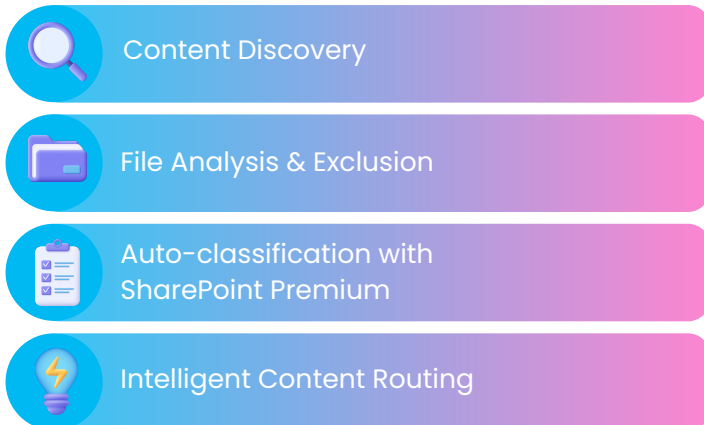 Content Discovery
File Analysis & Exclusion
Auto-classification with
SharePoint Premium
Intelligent Content Routing